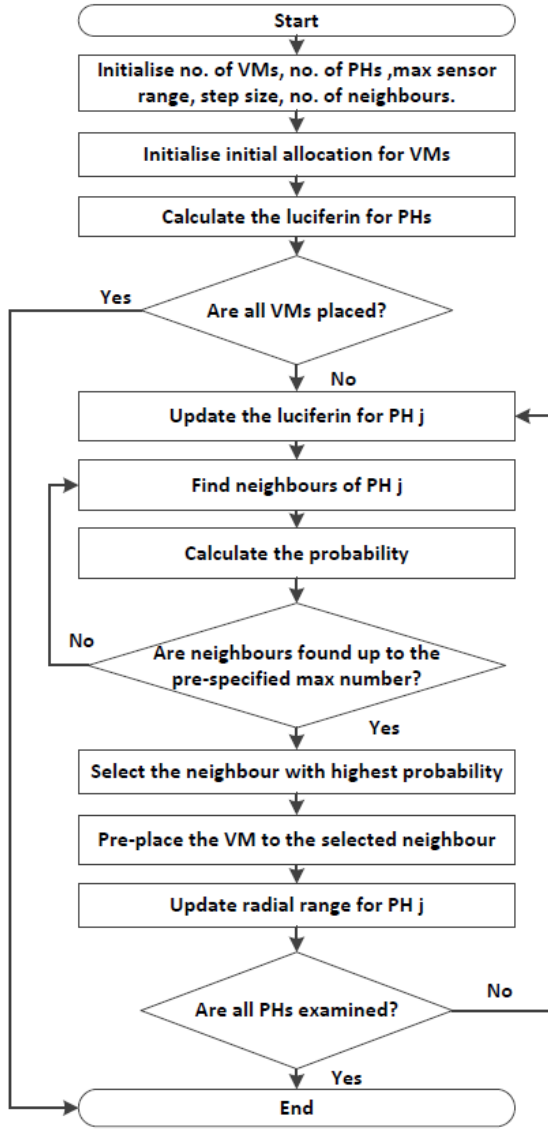 Start
Initialise no. of VMs, no. of PHs ,max sensor
range, step size, no. of neighbours.
Initialise initial allocation for VMs
Calculate the luciferin for PHs
Yes
Are all VMs placed?
No
Update the luciferin for PH j
Find neighbours of PH j
Calculate the probability
No
Are neighbours found up to the
pre-specified max number?
Yes
Select the neighbour with highest probability
Pre-place the VM to the selected neighbour
Update radial range for PH j
Are all PHs examined?
No
Yes
End